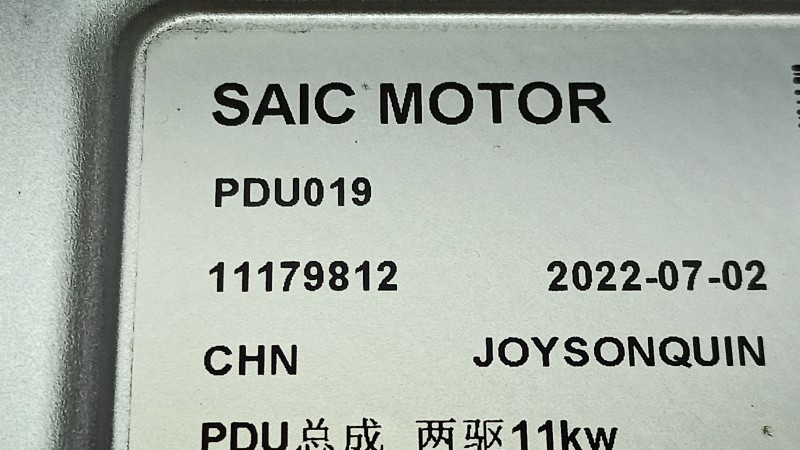 SAIC MOTOR
PDU019
11179812 2022-07-02
CHN JOYSONQUIN
PDU总成 两驱11kw